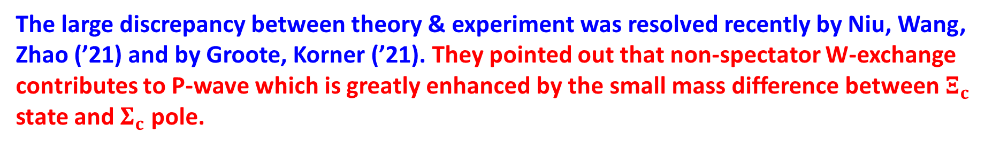 The large discrepancy between theory & experiment was resolved recently by Niu, Wang,
Zhao (’21) and by Groote, Korner (’21). They pointed out that non-spectator W-exchange
contributes to P-wave which is greatly enhanced by the small mass difference between Ξc
state and Σc pole.